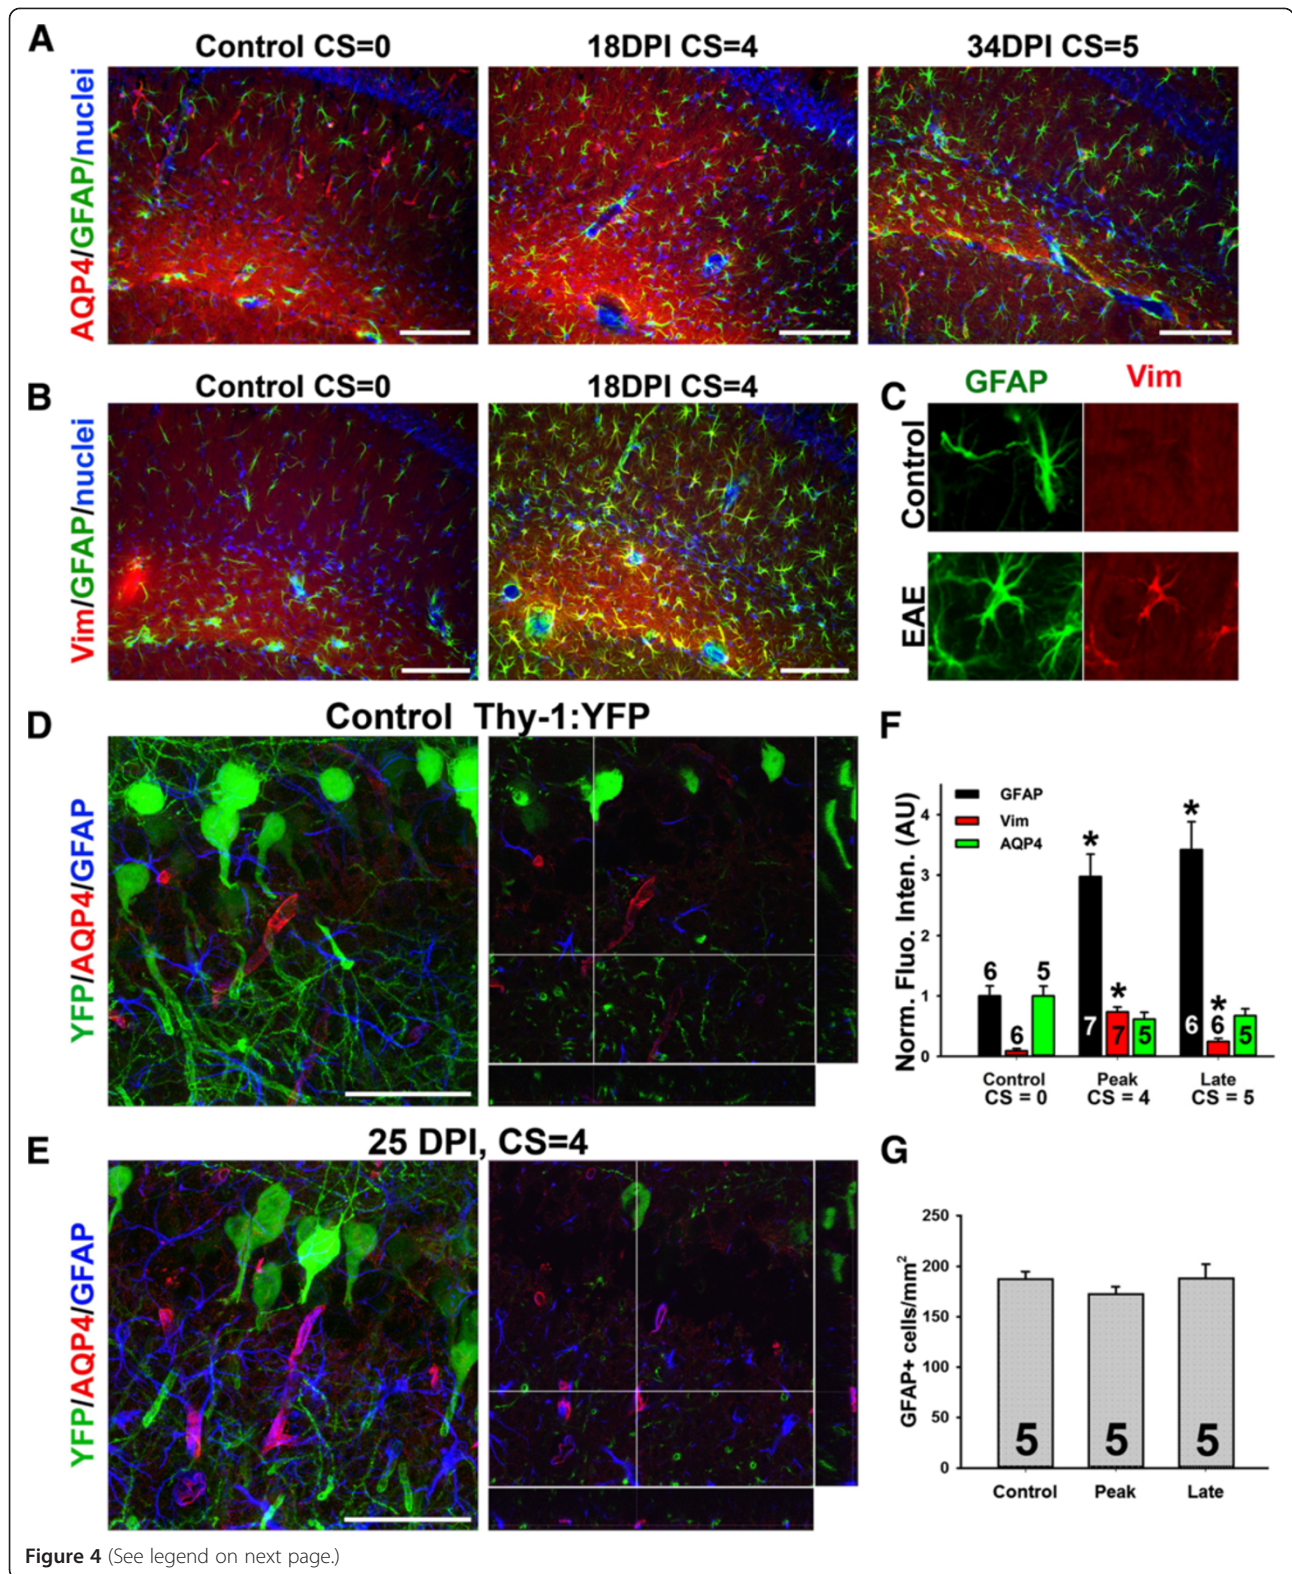 A
Control CS=0
18DPI CS=4
34DPI CS=5
AQP4/GFAP/nuclei
B
Control CS=0
18DPI CS=4
Vim/GFAP/nuclei
C
GFAP
Vim
Control
EAE
D
Control Thy-1:YFP
YFP/AQP4/GFAP
E
25 DPI, CS=4
YFP/AQP4/GFAP
F
Norm. Fluo. Inten. (AU)
4
3
2
1
0
GFAP
Vim
AQP4
6
6
5
*
7
*
7
5
*
6
*
6
5
Control
CS = 0
Peak
CS = 4
Late
CS = 5
G
GFAP+ cells/mm²
250
200
150
100
50
0
5
5
5
Control
Peak
Late
Figure 4 (See legend on next page.)